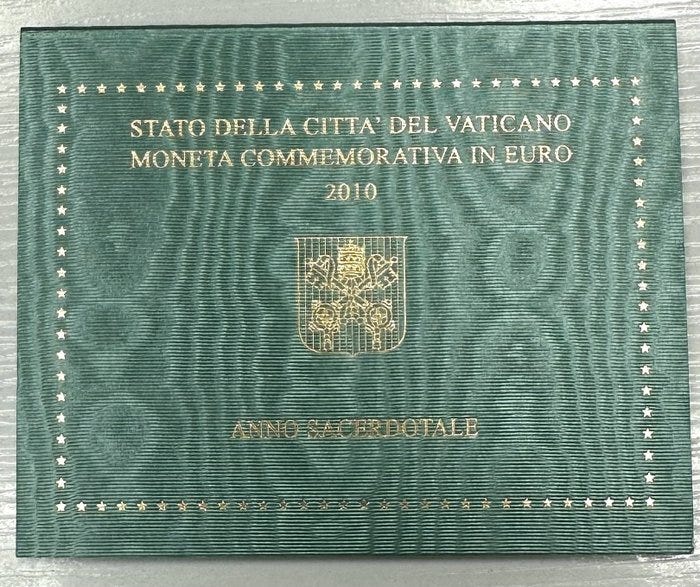 STATO DELLA CITTA' DEL VATICANO
MONETA COMMEMORATIVA IN EURO
2010
ANNO SACERDOTALE